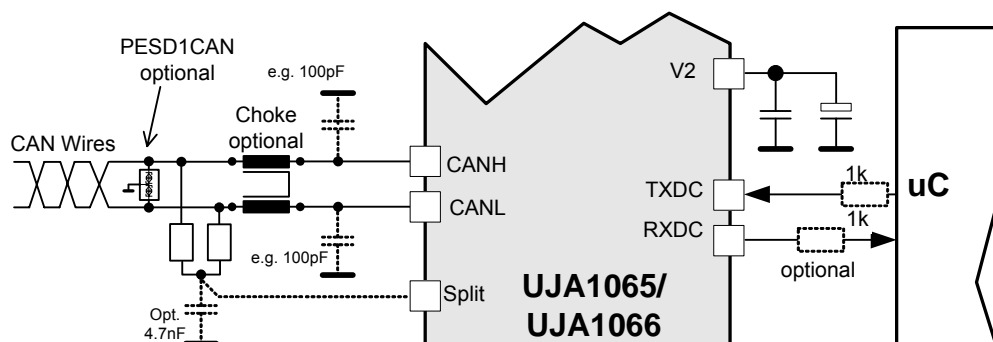 PESD1CAN
optional
e.g. 100pF
V2
Choke
optional
CAN Wires
CANH
1k
uC
TXDC
CANL
1k
RXDC
e.g. 100pF
optional
Split
UJA1065/
UJA1066
Opt.
4.7nF